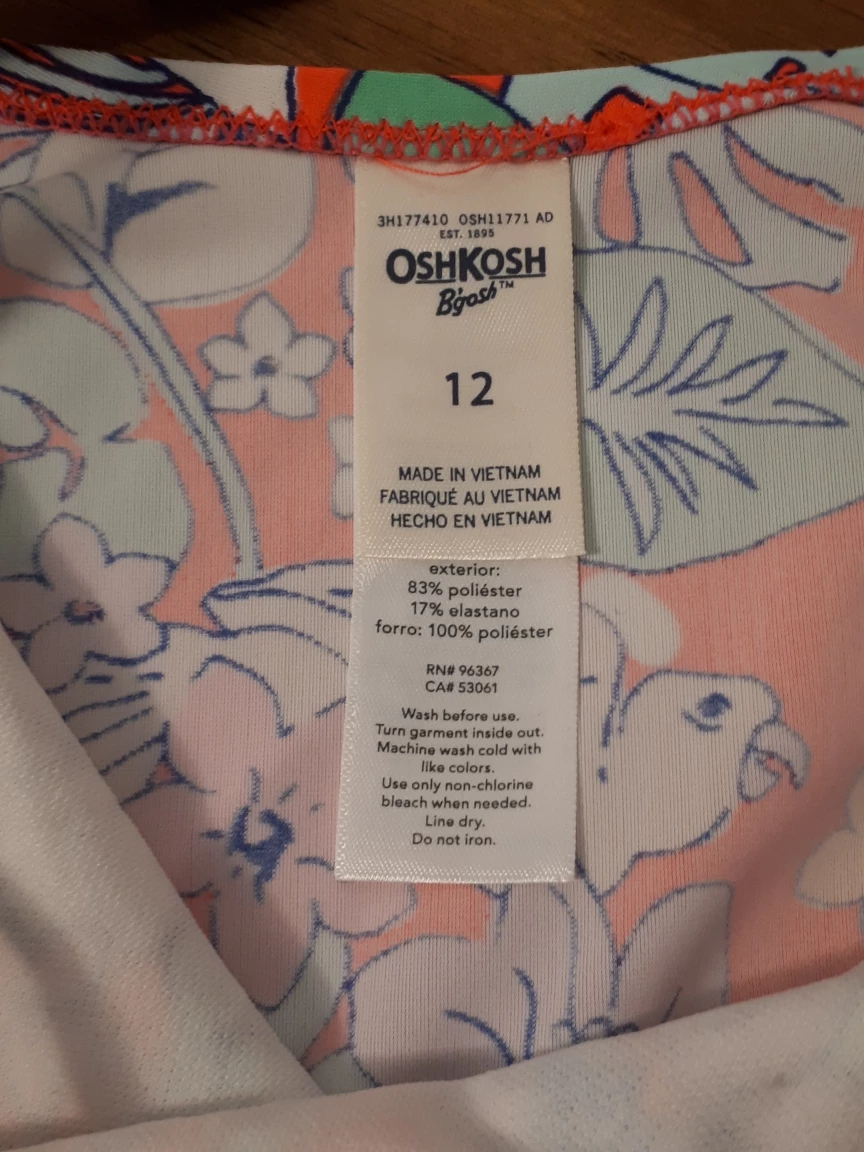 3H177410 OSH11771 AD
EST. 1895
OSHKOSH
B'gosh™
12
MADE IN VIETNAM
FABRIQUÉ AU VIETNAM
HECHO EN VIETNAM
exterior:
83% poliéster
17% elastano
forro: 100% poliéster
RN# 96367
CA# 53061
Wash before use.
Turn garment inside out.
Machine wash cold with
like colors.
Use only non-chlorine
bleach when needed.
Line dry.
Do not iron.